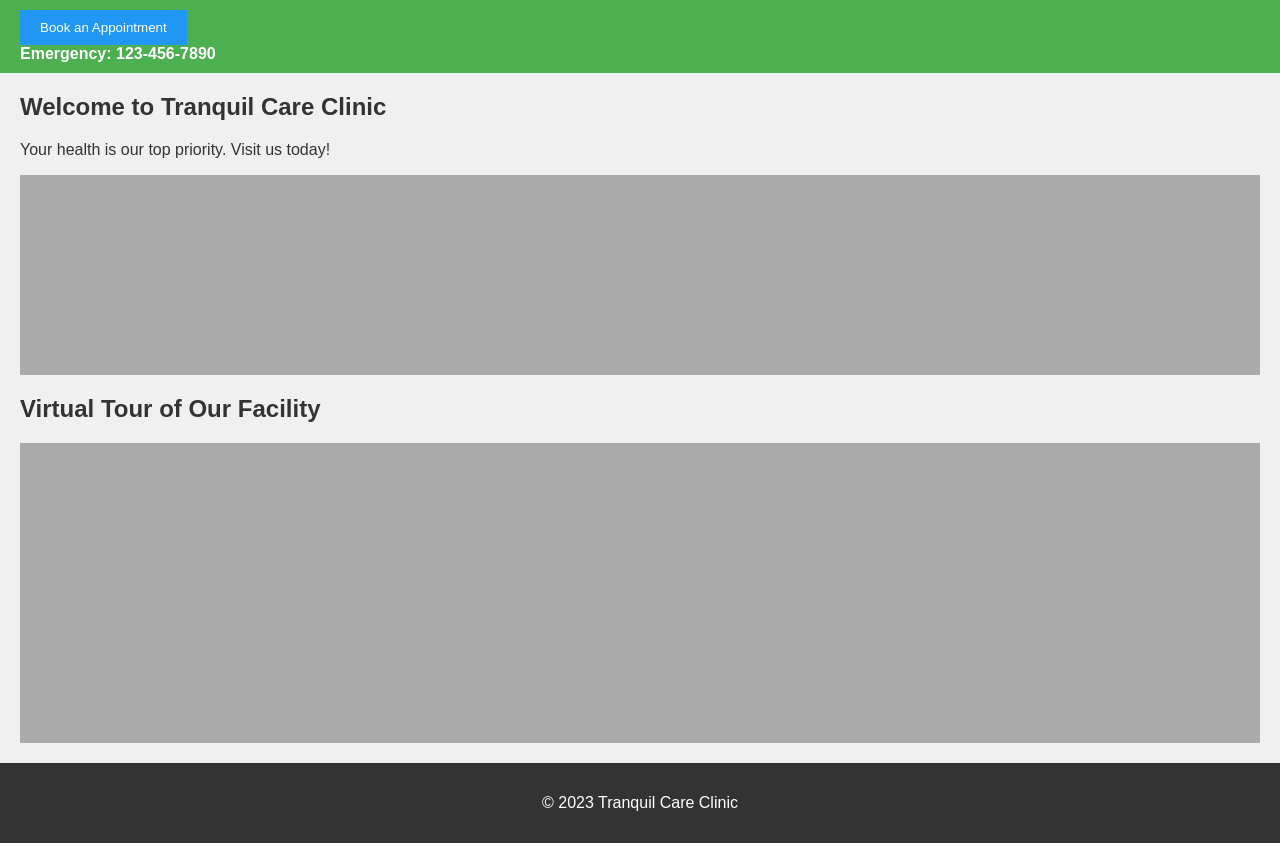 Book an Appointment
Emergency: 123-456-7890
Welcome to Tranquil Care Clinic
Your health is our top priority. Visit us today!
Virtual Tour of Our Facility
© 2023 Tranquil Care Clinic